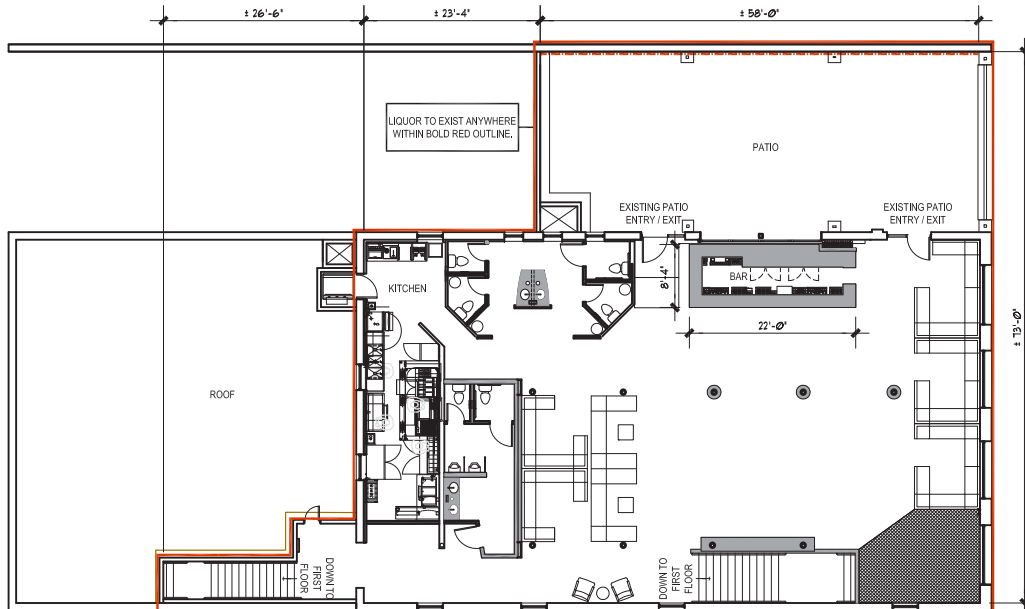 ± 26'-6"
± 23'-4"
± 58'-0"
LIQUOR TO EXIST ANYWHERE
WITHIN BOLD RED OUTLINE.
PATIO
EXISTING PATIO
ENTRY / EXIT
EXISTING PATIO
ENTRY / EXIT
KITCHEN
8'-4"
BAR
22'-0"
± 73'-0"
ROOF
DOWN TO
FIRST
FLOOR
DOWN TO
FIRST
FLOOR